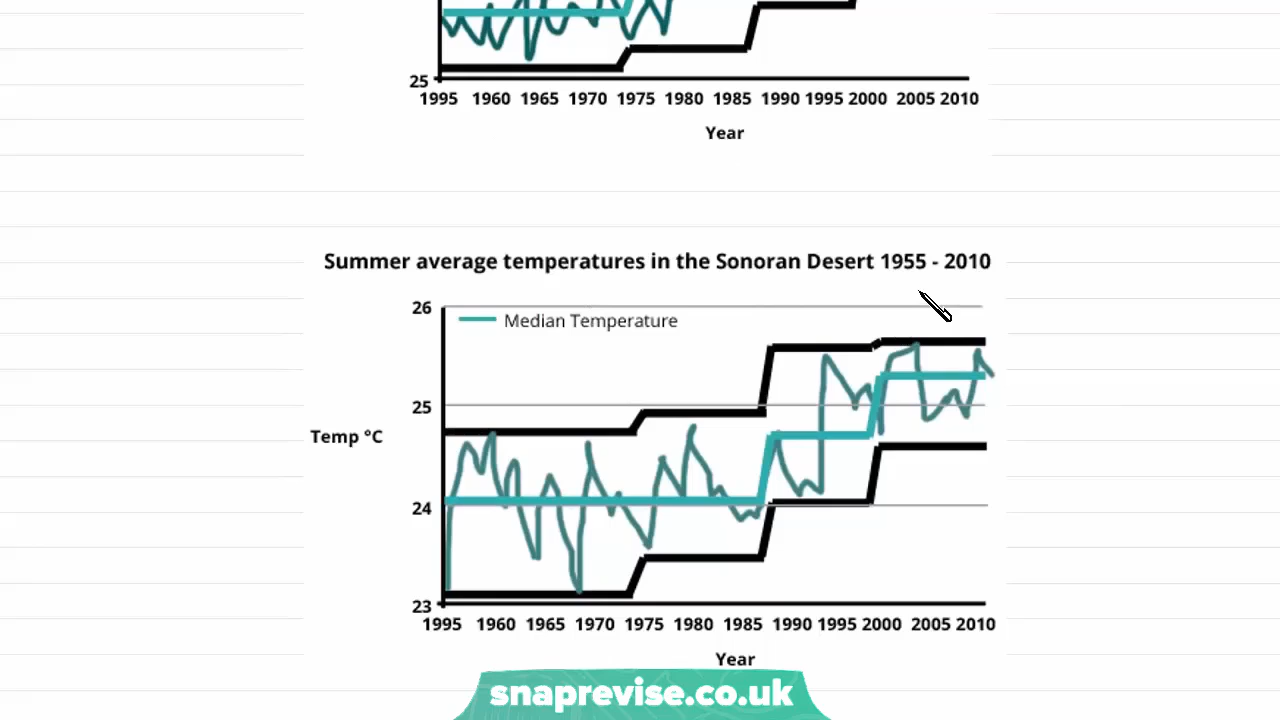 25
1995 1960 1965 1970 1975 1980 1985 1990 1995 2000 2005 2010
Year
Summer average temperatures in the Sonoran Desert 1955 - 2010
26
Median Temperature
25
Temp °C
24
23
1995 1960 1965 1970 1975 1980 1985 1990 1995 2000 2005 2010
Year
snaprevise.co.uk